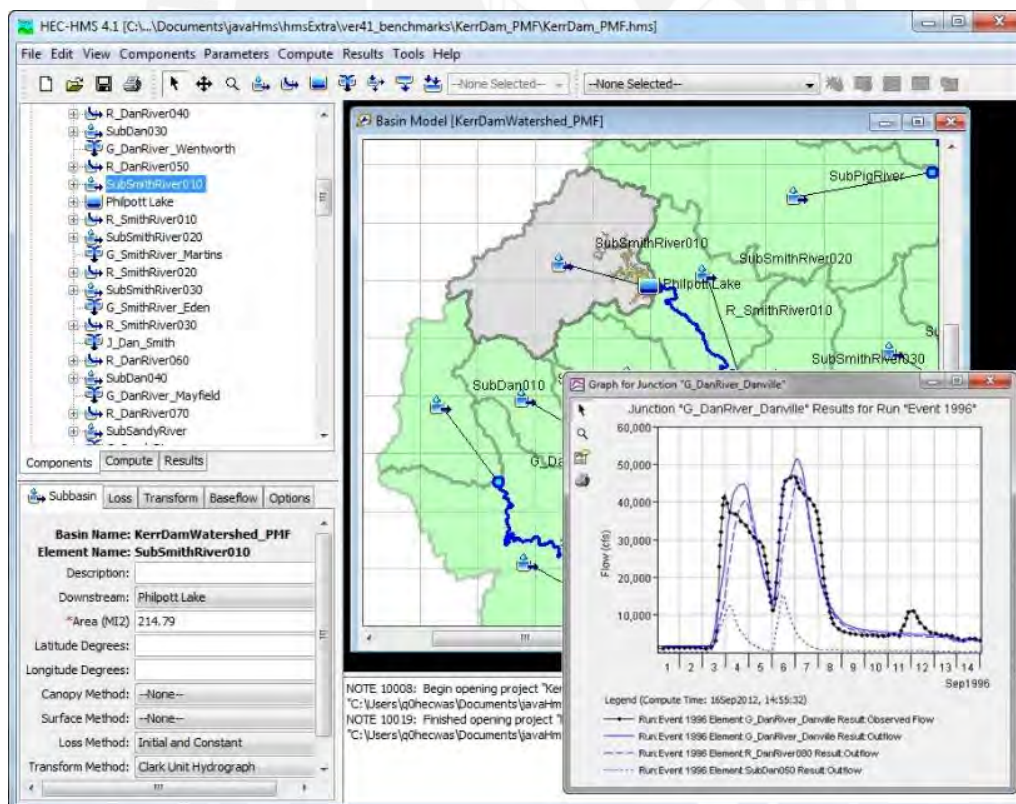 HEC-HMS 4.1 [C:\...\Documents\javaHms\hmsExtra\ver41_benchmarks\KerrDam_PMF\KerrDam_PMF.hms]
File Edit View Components Parameters Compute Results Tools Help
--None Selected--
--None Selected--
R_DanRiver040
SubDan030
G_DanRiver_Wentworth
R_DanRiver050
SubSmithRiver010
Philpott Lake
R_SmithRiver010
SubSmithRiver020
G_SmithRiver_Martins
R_SmithRiver020
SubSmithRiver030
G_SmithRiver_Eden
R_SmithRiver030
J_Dan_Smith
R_DanRiver060
SubDan040
G_DanRiver_Mayfield
R_DanRiver070
SubSandyRiver
Components Compute Results
Subbasin Loss Transform Baseflow Options
Basin Name: KerrDamWatershed_PMF
Element Name: SubSmithRiver010
Description:
Downstream: Philpott Lake
*Area (MI2) 214.79
Latitude Degrees:
Longitude Degrees:
Canopy Method: --None--
Surface Method: --None--
Loss Method: Initial and Constant
Transform Method: Clark Unit Hydrograph
Basin Model [KerrDamWatershed_PMF]
SubPigRiver
SubSmithRiver010
SubSmithRiver020
Philpott Lake
R_SmithRiver010
SubSmithRiver030
SubDan010
G_Da
NOTE 10008: Begin opening project "Ker
"C:\Users\q0hecwas\Documents\javaHm
NOTE 10019: Finished opening project "
"C:\Users\q0hecwas\Documents\javaHm
Graph for Junction "G_DanRiver_Danville"
Junction "G_DanRiver_Danville" Results for Run "Event 1996"
60,000
50,000
40,000
30,000
20,000
10,000
Flow (cfs)
1 2 3 4 5 6 7 8 9 10 11 12 13 14
Sep1996
Legend (Compute Time: 16Sep2012, 14:55:32)
Run:Event 1996 Element:G_DanRiver_Danville Result:Observed Flow
Run:Event 1996 Element:G_DanRiver_Danville Result:Outflow
Run:Event 1996 Element:R_DanRiver080 Result:Outflow
Run:Event 1996 Element:SubDan050 Result:Outflow